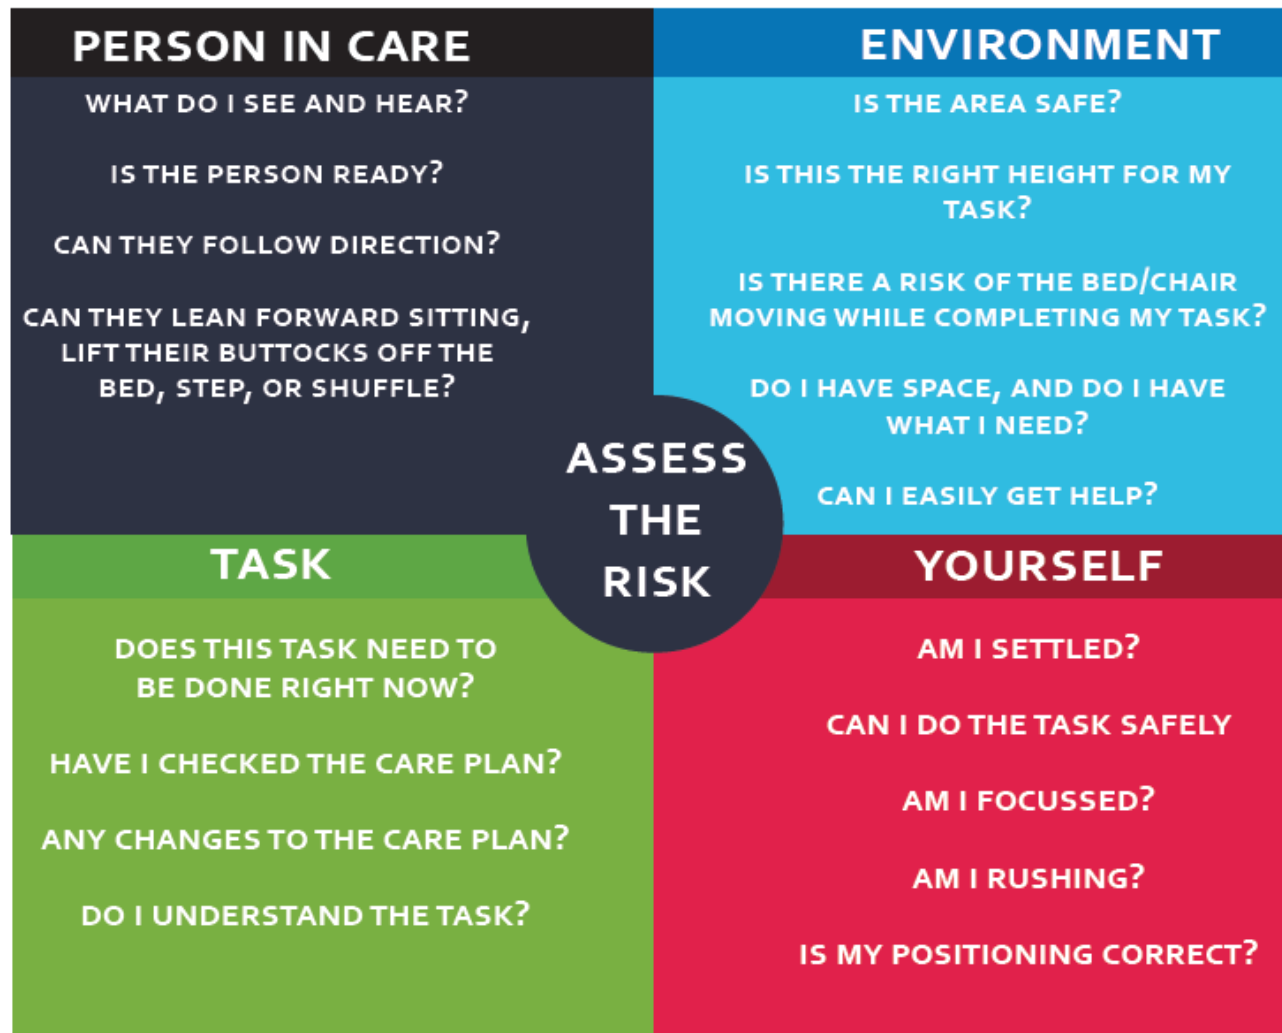 PERSON IN CARE
WHAT DO I SEE AND HEAR?
IS THE PERSON READY?
CAN THEY FOLLOW DIRECTION?
CAN THEY LEAN FORWARD SITTING,
LIFT THEIR BUTTOCKS OFF THE
BED, STEP, OR SHUFFLE?
ENVIRONMENT
IS THE AREA SAFE?
IS THIS THE RIGHT HEIGHT FOR MY
TASK?
IS THERE A RISK OF THE BED/CHAIR
MOVING WHILE COMPLETING MY TASK?
DO I HAVE SPACE, AND DO I HAVE
WHAT I NEED?
CAN I EASILY GET HELP?
ASSESS
THE
RISK
TASK
DOES THIS TASK NEED TO
BE DONE RIGHT NOW?
HAVE I CHECKED THE CARE PLAN?
ANY CHANGES TO THE CARE PLAN?
DO I UNDERSTAND THE TASK?
YOURSELF
AM I SETTLED?
CAN I DO THE TASK SAFELY
AM I FOCUSSED?
AM I RUSHING?
IS MY POSITIONING CORRECT?